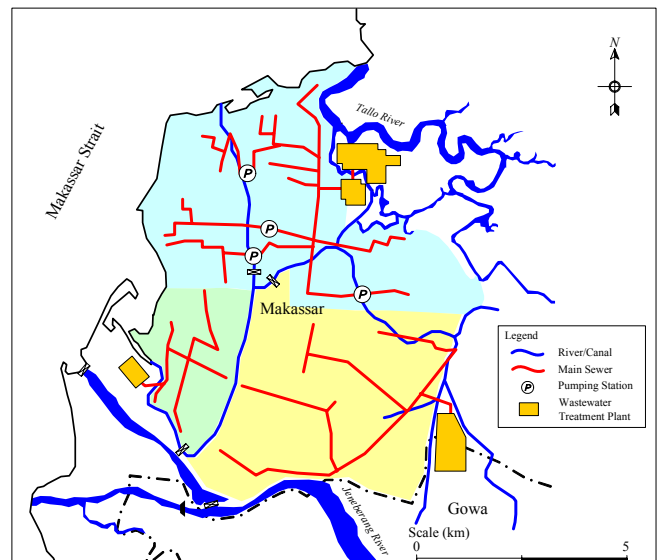 N
Tallo River
Makassar Strait
P
P
P
P
Makassar
Legend
River/Canal
Main Sewer
P Pumping Station
Wastewater
Treatment Plant
Jeneberang River
Gowa
Scale (km)
0 5